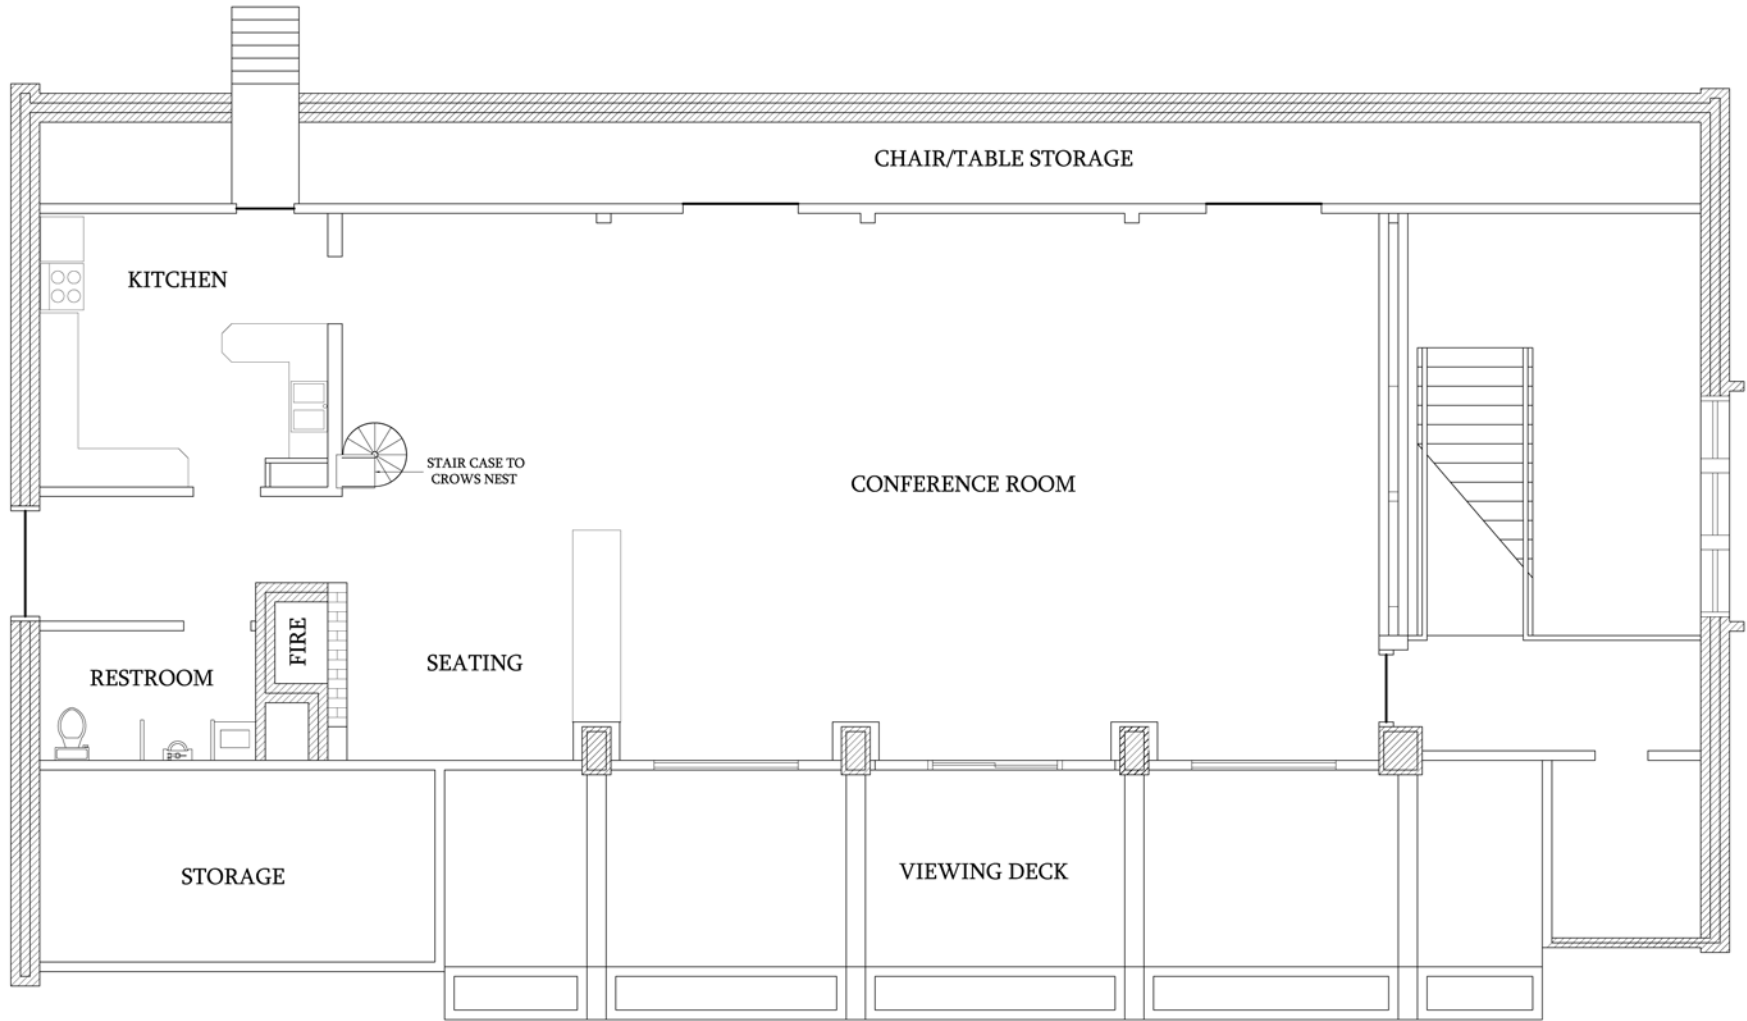 CHAIR/TABLE STORAGE
KITCHEN
STAIR CASE TO
CROWS NEST
CONFERENCE ROOM
FIRE
SEATING
RESTROOM
STORAGE
VIEWING DECK